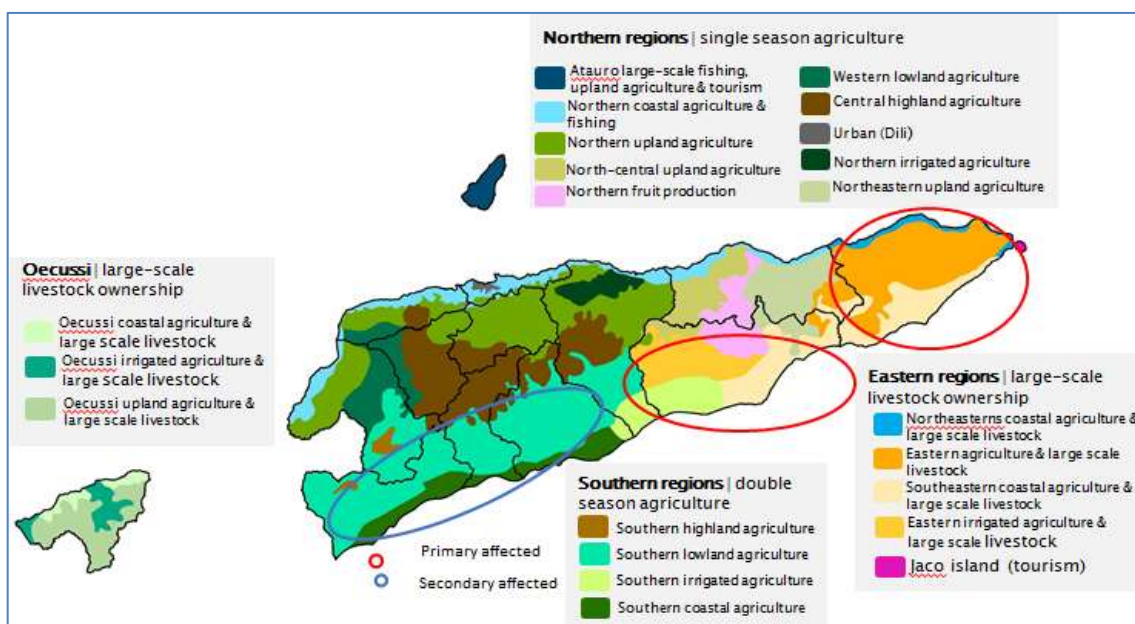 Northern regions | single season agriculture
Atauro large-scale fishing,
upland agriculture & tourism
Northern coastal agriculture &
fishing
Northern upland agriculture
North-central upland agriculture
Northern fruit production
Western lowland agriculture
Central highland agriculture
Urban (Dili)
Northern irrigated agriculture
Northeastern upland agriculture
Oecussi | large-scale
livestock ownership
Oecussi coastal agriculture &
large scale livestock
Oecussi irrigated agriculture &
large scale livestock
Oecussi upland agriculture &
large scale livestock
Eastern regions | large-scale
livestock ownership
Northeasterns coastal agriculture &
large scale livestock
Eastern agriculture & large scale
livestock
Southeastern coastal agriculture &
large scale livestock
Eastern irrigated agriculture &
large scale livestock
Jaco island (tourism)
Southern regions | double
season agriculture
Southern highland agriculture
Southern lowland agriculture
Southern irrigated agriculture
Southern coastal agriculture
Primary affected
Secondary affected